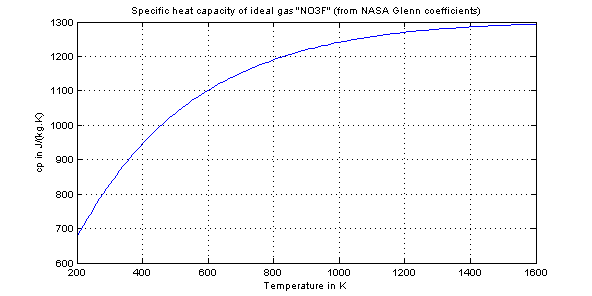 Specific heat capacity of ideal gas "NO3F" (from NASA Glenn coefficients)
1300
1200
1100
1000
900
800
700
600
cp in J/(kg.K)
200 400 600 800 1000 1200 1400 1600
Temperature in K